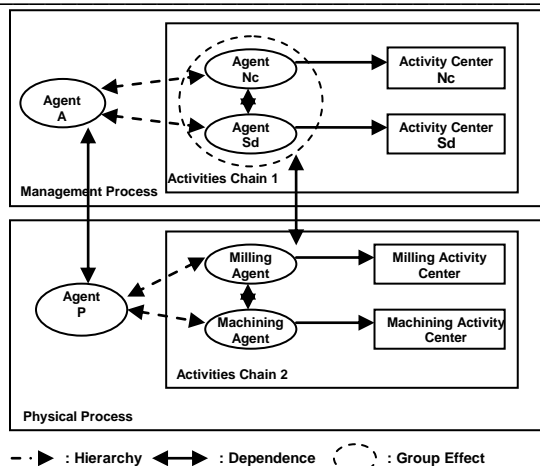 Agent
A
Agent
Nc
Agent
Sd
Activity Center
Nc
Activity Center
Sd
Activities Chain 1
Management Process
Agent
P
Milling
Agent
Machining
Agent
Milling Activity
Center
Machining Activity
Center
Activities Chain 2
Physical Process
: Hierarchy : Dependence : Group Effect